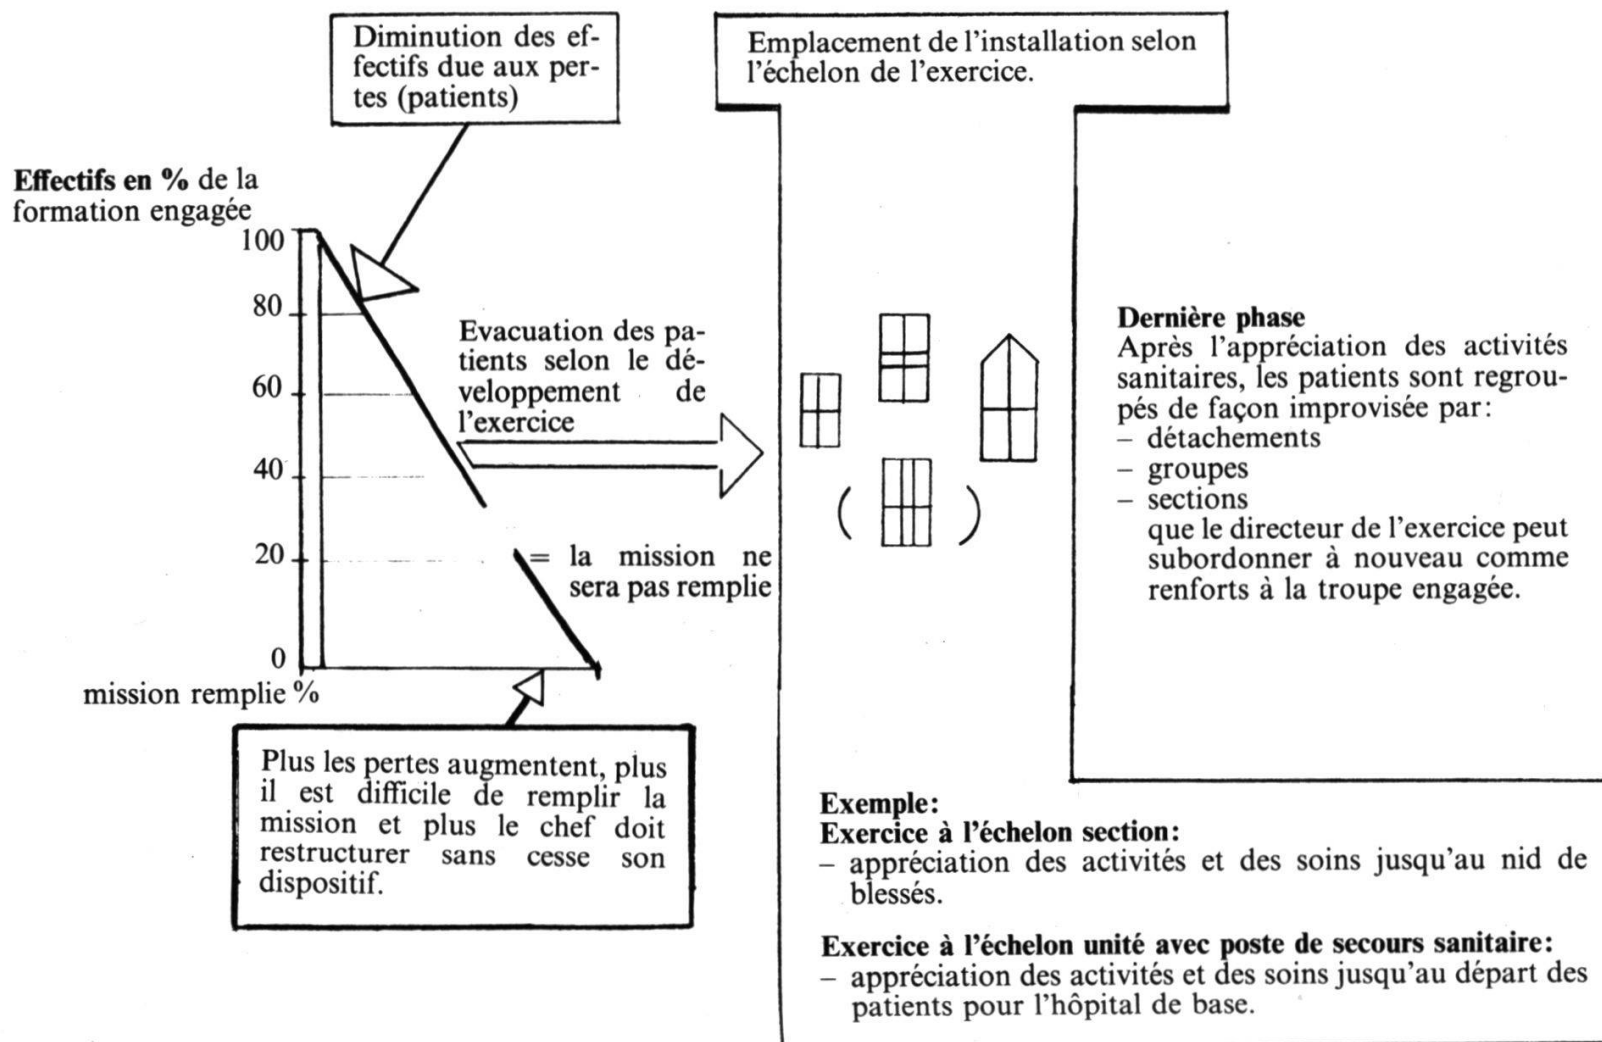 Diminution des ef-
fectifs due aux per-
tes (patients)
Emplacement de l'installation selon
l'échelon de l'exercice.
Effectifs en % de la
formation engagée
100
80
60
40
20
0
mission remplie %
Evacuation des pa-
tients selon le dé-
veloppement de
l'exercice
= la mission ne
sera pas remplie
Plus les pertes augmentent, plus
il est difficile de remplir la
mission et plus le chef doit
restructurer sans cesse son
dispositif.
Dernière phase
Après l'appréciation des activités
sanitaires, les patients sont regrou-
pés de façon improvisée par:
– détachements
– groupes
– sections
que le directeur de l'exercice peut
subordonner à nouveau comme
renforts à la troupe engagée.
Exemple:
Exercice à l'échelon section:
– appréciation des activités et des soins jusqu'au nid de
blessés.
Exercice à l'échelon unité avec poste de secours sanitaire:
– appréciation des activités et des soins jusqu'au départ des
patients pour l'hôpital de base.